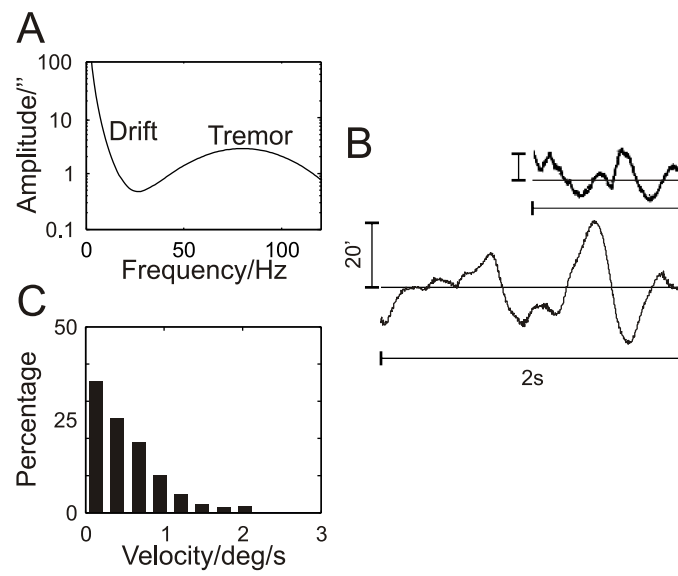 A
Amplitude/”
100
10
1
0.1
Drift
Tremor
0
50
100
Frequency/Hz
B
20’
2s
C
Percentage
50
25
0
0
1
2
3
Velocity/deg/s